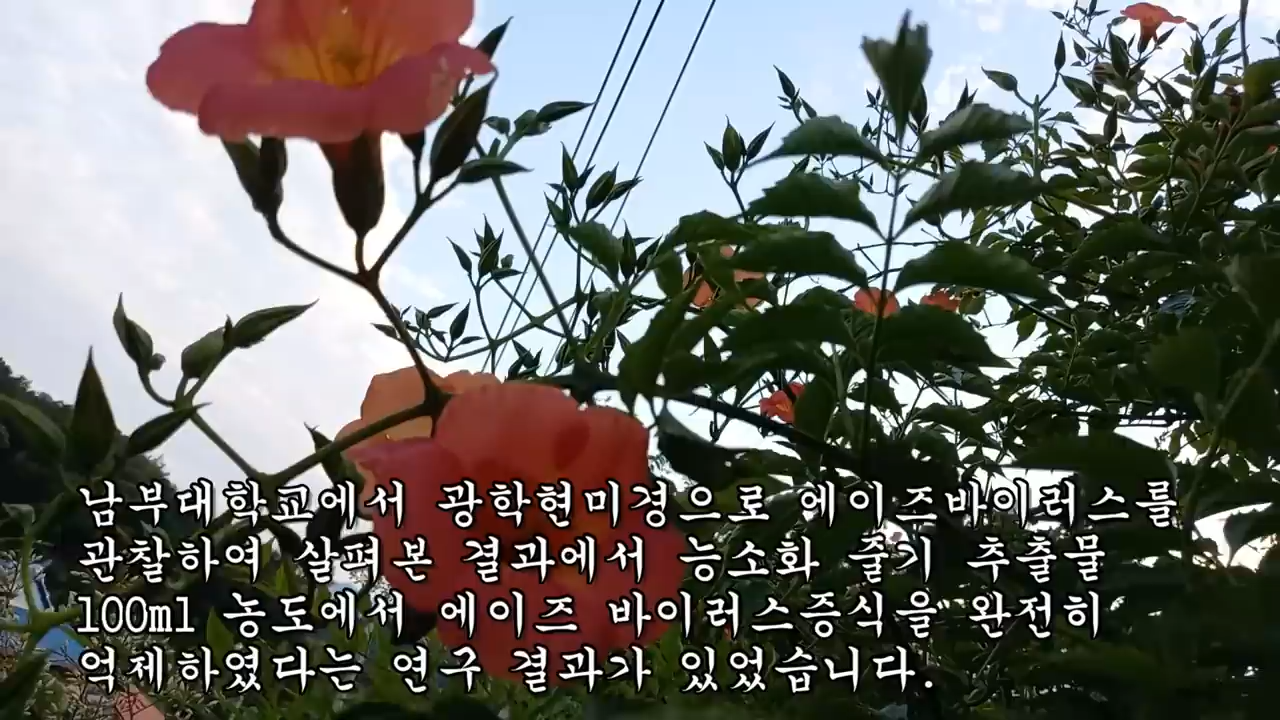 남부대학교에서 광학현미경으로 에이즈바이러스를
관찰하여 살펴본 결과에서 능소화 줄기 추출물
100ml 농도에서 에이즈 바이러스증식을 완전히
억제하였다는 연구 결과가 있었습니다.